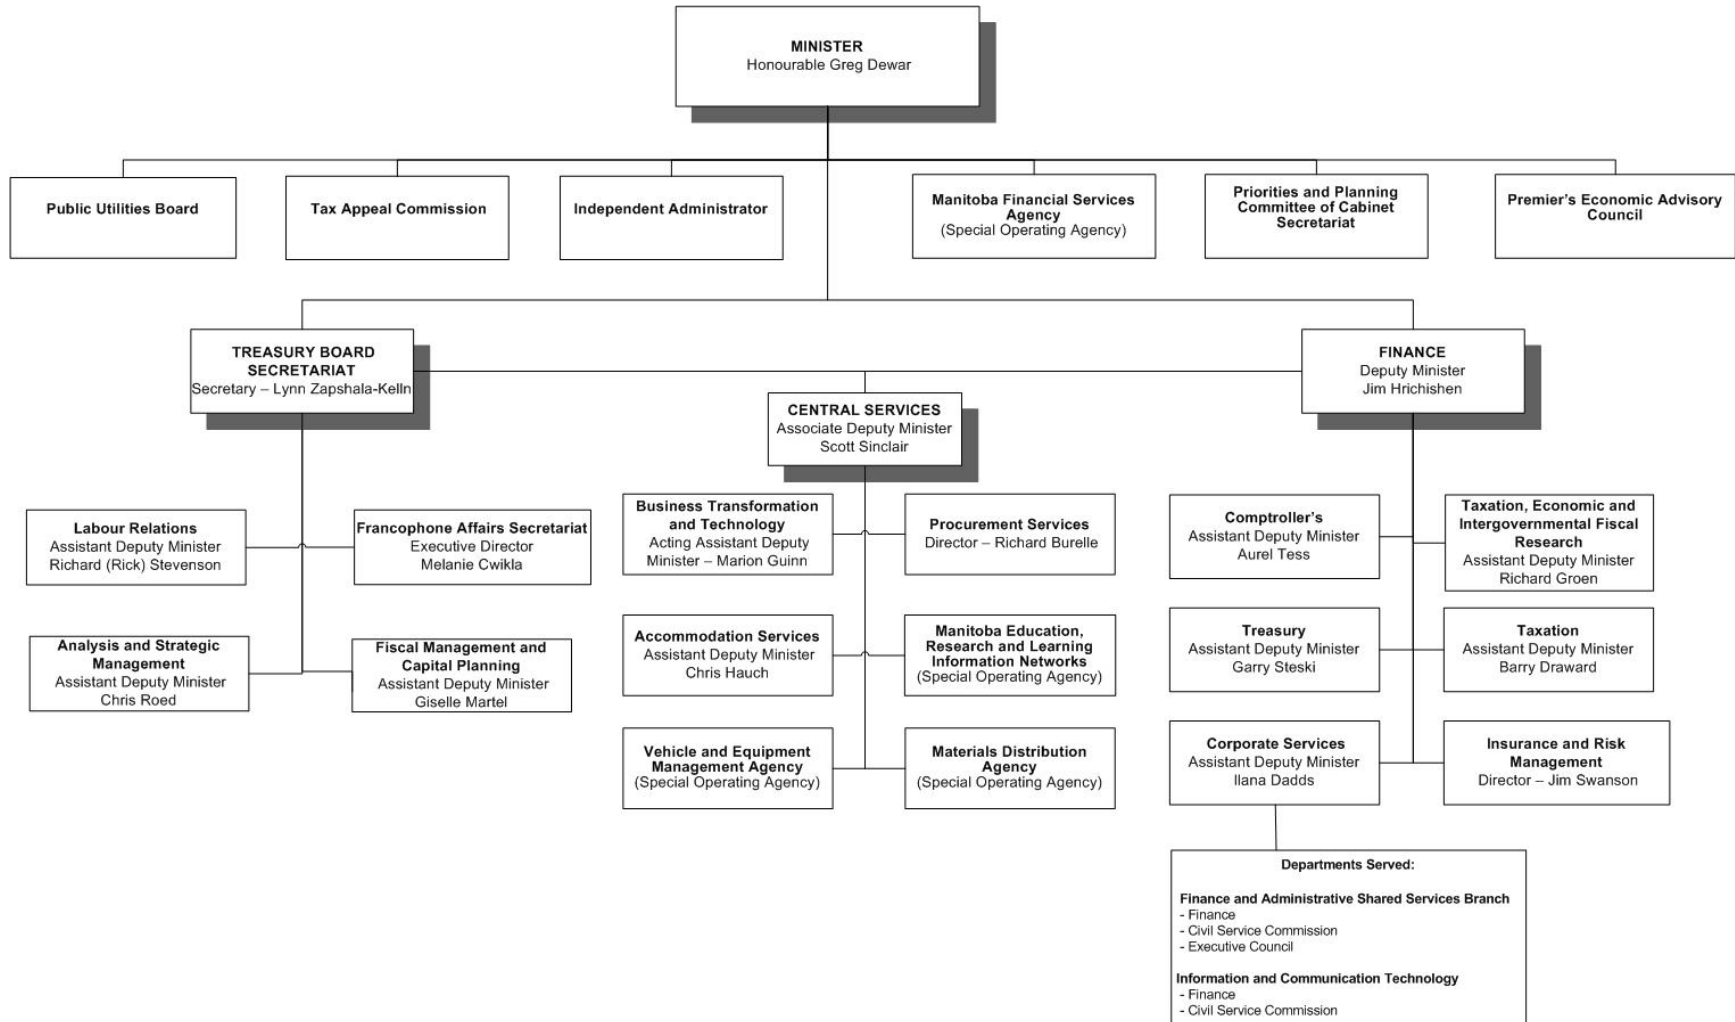 MINISTER
Honourable Greg Dewar
Public Utilities Board
Tax Appeal Commission
Independent Administrator
Manitoba Financial Services
Agency
(Special Operating Agency)
Priorities and Planning
Committee of Cabinet
Secretariat
Premier's Economic Advisory
Council
TREASURY BOARD
SECRETARIAT
Secretary – Lynn Zapshala-Kelln
CENTRAL SERVICES
Associate Deputy Minister
Scott Sinclair
FINANCE
Deputy Minister
Jim Hrichishen
Labour Relations
Assistant Deputy Minister
Richard (Rick) Stevenson
Francophone Affairs Secretariat
Executive Director
Melanie Cwikla
Analysis and Strategic
Management
Assistant Deputy Minister
Chris Roed
Fiscal Management and
Capital Planning
Assistant Deputy Minister
Giselle Martel
Business Transformation
and Technology
Acting Assistant Deputy
Minister – Marion Guinn
Procurement Services
Director – Richard Burelle
Accommodation Services
Assistant Deputy Minister
Chris Hauch
Manitoba Education,
Research and Learning
Information Networks
(Special Operating Agency)
Vehicle and Equipment
Management Agency
(Special Operating Agency)
Materials Distribution
Agency
(Special Operating Agency)
Comptroller's
Assistant Deputy Minister
Aurel Tess
Taxation, Economic and
Intergovernmental Fiscal
Research
Assistant Deputy Minister
Richard Groen
Treasury
Assistant Deputy Minister
Garry Steski
Taxation
Assistant Deputy Minister
Barry Draward
Corporate Services
Assistant Deputy Minister
Ilana Dadds
Insurance and Risk
Management
Director – Jim Swanson
Departments Served:
Finance and Administrative Shared Services Branch
- Finance
- Civil Service Commission
- Executive Council
Information and Communication Technology
- Finance
- Civil Service Commission